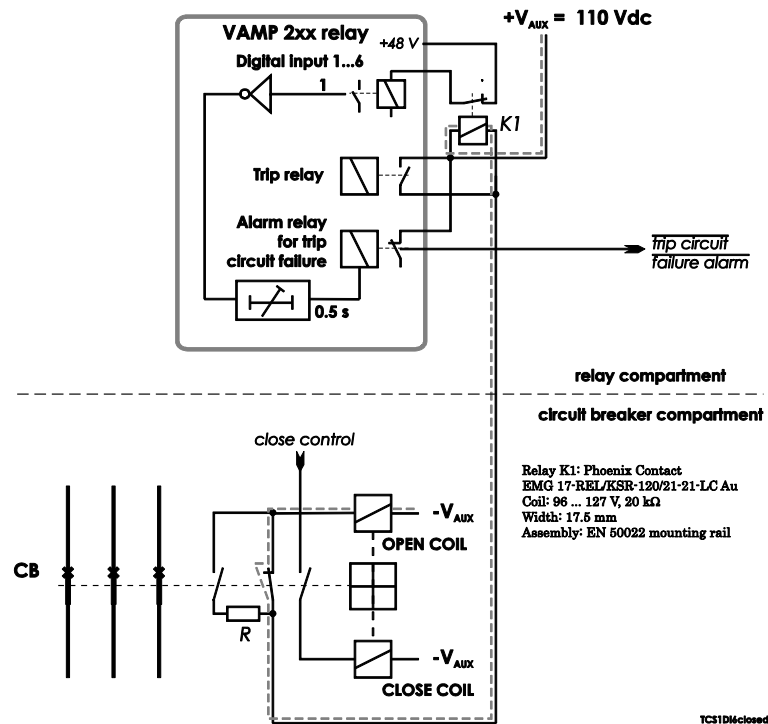 +VAUX = 110 Vdc
VAMP 2xx relay
+48 V
Digital input 1...6
1
K1
Trip relay
Alarm relay
for trip
circuit failure
trip circuit
failure alarm
0.5 s
relay compartment
circuit breaker compartment
close control
Relay K1: Phoenix Contact
EMG 17-REL/KSR-120/21-21-LC Au
Coil: 96 ... 127 V, 20 kΩ
Width: 17.5 mm
Assembly: EN 50022 mounting rail
-VAUX
OPEN COIL
CB
R
-VAUX
CLOSE COIL
TCS1DI6closed